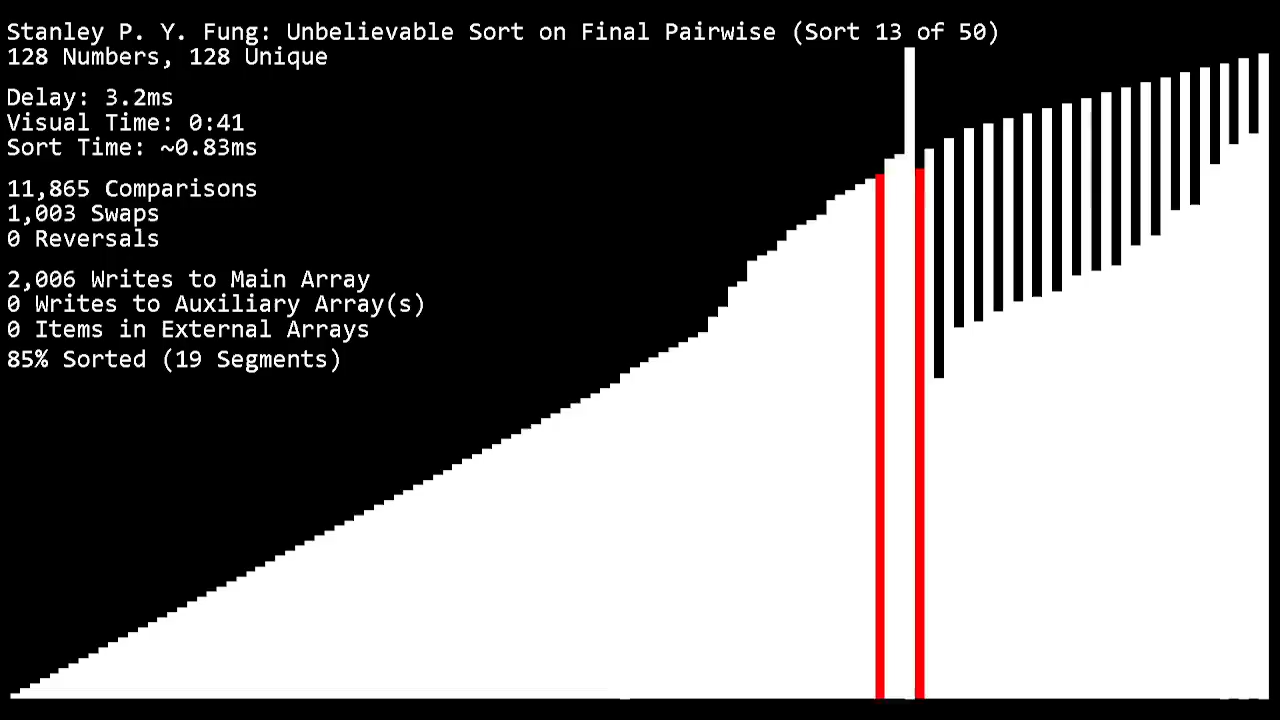 Stanley P. Y. Fung: Unbelievable Sort on Final Pairwise (Sort 13 of 50)
128 Numbers, 128 Unique
Delay: 3.2ms
Visual Time: 0:41
Sort Time: ~0.83ms
11,865 Comparisons
1,003 Swaps
0 Reversals
2,006 Writes to Main Array
0 Writes to Auxiliary Array(s)
0 Items in External Arrays
85% Sorted (19 Segments)